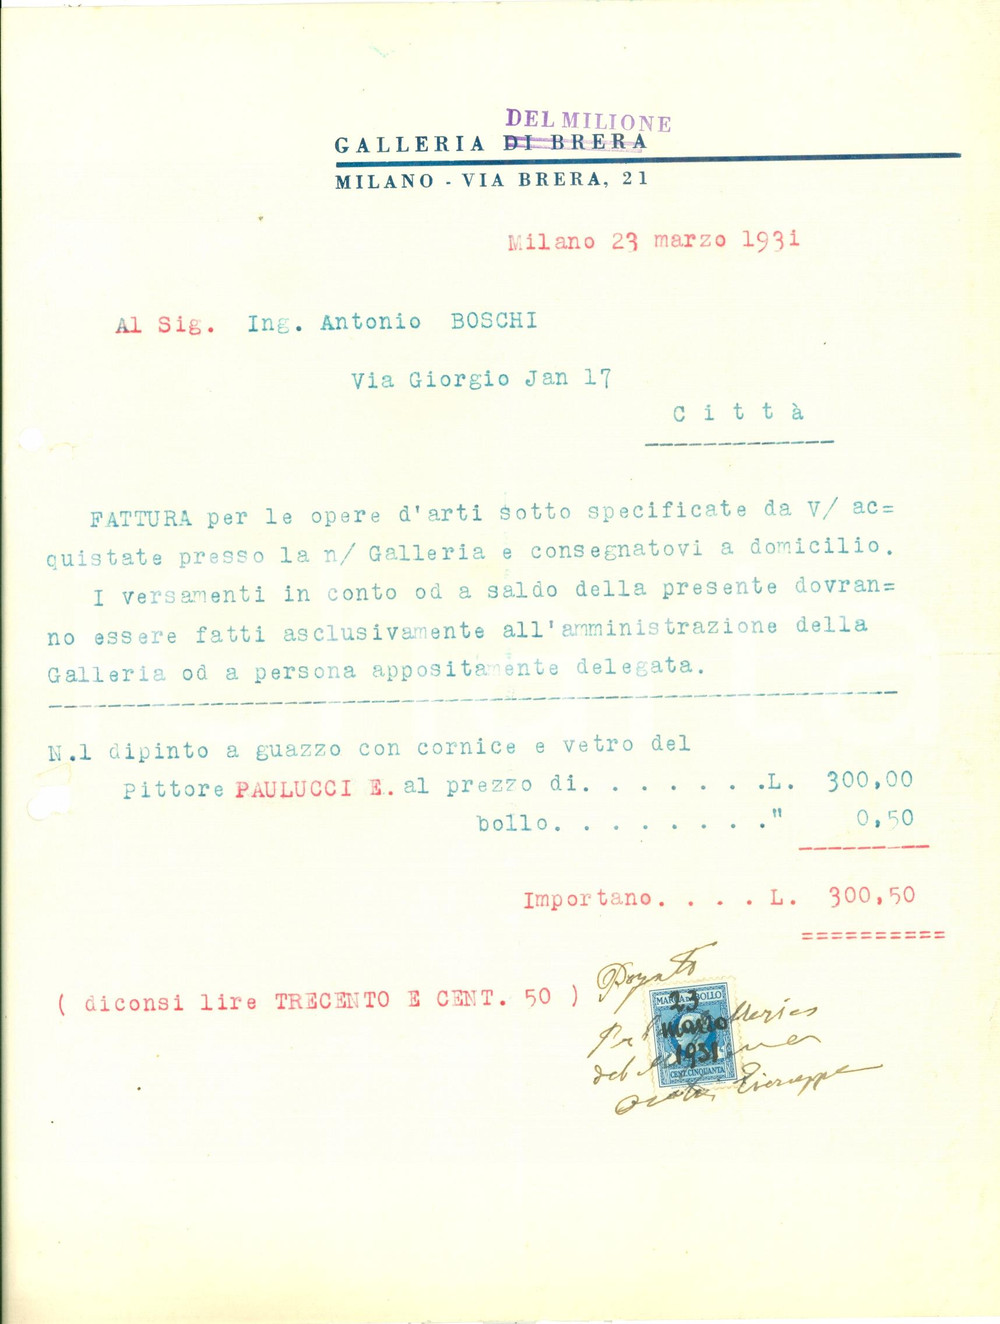 DEL MILIONE
GALLERIA DI BRERA
MILANO - VIA BRERA, 21
Milano 23 marzo 1931
Al Sig. Ing. Antonio BOSCHI
Via Giorgio Jan 17
Città
FATTURA per le opere d'arti sotto specificate da V/ ac=
quistate presso la n/ Galleria e consegnatovi a domicilio.
I versamenti in conto od a saldo della presente dovran=
no essere fatti asclusivamente all'amministrazione della
Galleria od a persona appositamente delegata.
N.1 dipinto a guazzo con cornice e vetro del
Pittore PAULUCCI E. al prezzo di. . . . . . . .L. 300,00
bollo. . . . . . . . ." 0,50
Importano. . . . . L. 300,50
( diconsi lire TRECENTO E CENT. 50 )
Pagato
MARCA DA BOLLO
23
marzo
1931
CENT. CINQUANTA
del
Giuseppe